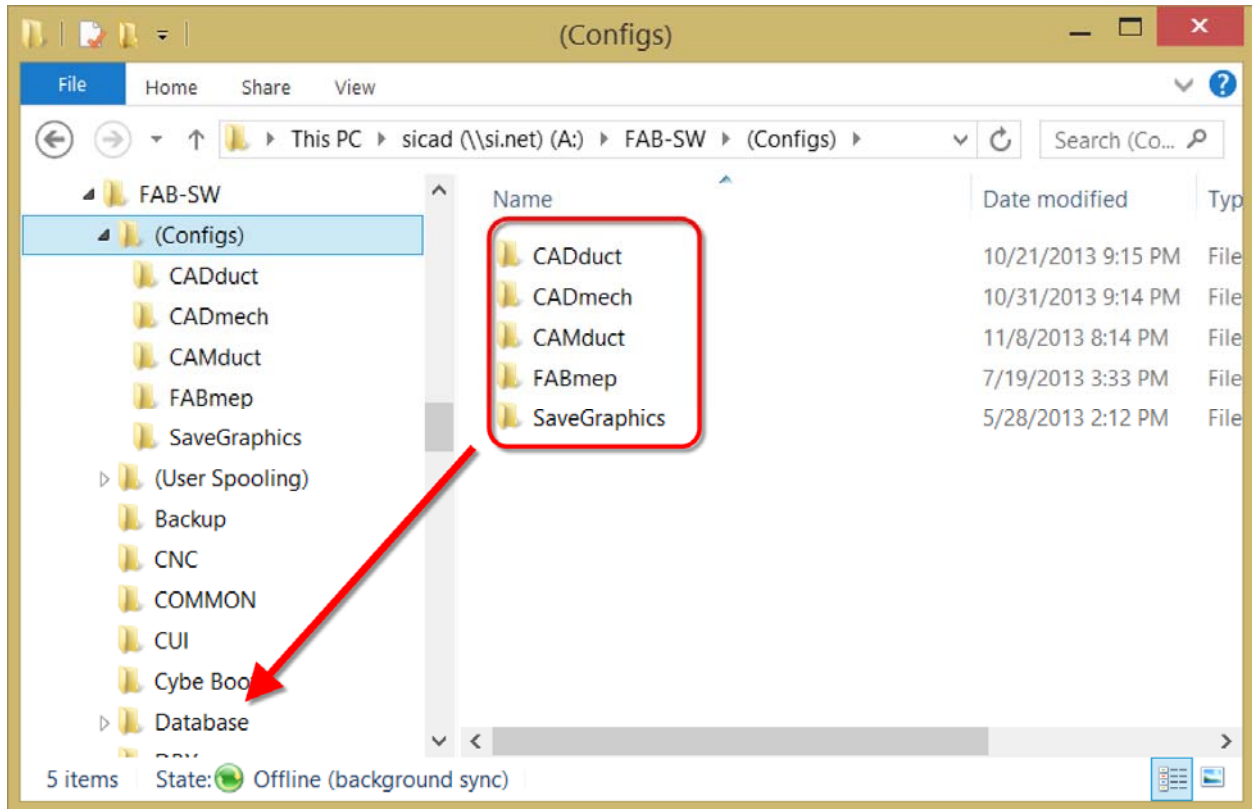 (Configs)
File Home Share View
This PC sicad (\\si.net) (A:) FAB-SW (Configs) Search (Co...
FAB-SW
(Configs)
CADduct
CADmech
CAMduct
FABmep
SaveGraphics
(User Spooling)
Backup
CNC
COMMON
CUI
Cybe
Database
Name Date modified Typ
CADduct 10/21/2013 9:15 PM File
CADmech 10/31/2013 9:14 PM File
CAMduct 11/8/2013 8:14 PM File
FABmep 7/19/2013 3:33 PM File
SaveGraphics 5/28/2013 2:12 PM File
5 items State: Offline (background sync)